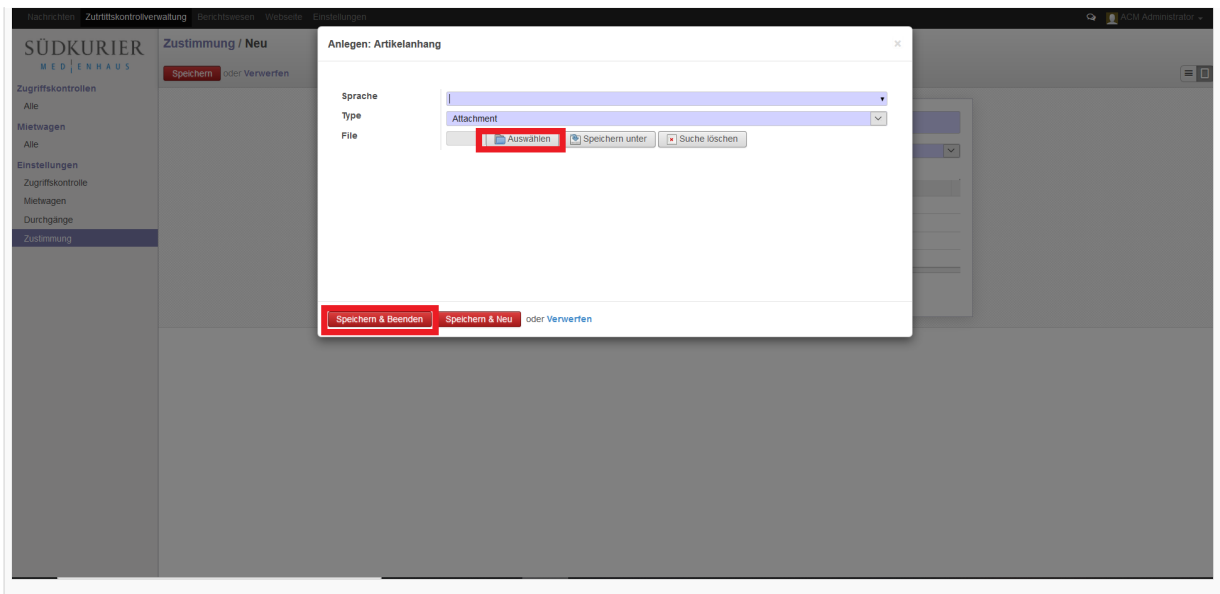 Nachrichten Zutrtittskontrollverwaltung Berichtswesen Webseite Einstellungen ACM Administrator
SÜDKURIER
MEDIENHAUS
Zustimmung / Neu
Speichern oder Verwerfen
Zugriffskontrollen
Alle
Mietwagen
Alle
Einstellungen
Zugriffskontrolle
Mietwagen
Durchgänge
Zustimmung
Anlegen: Artikelanhang ×
Sprache
Type Attachment
File Auswählen Speichern unter Suche löschen
Speichern & Beenden Speichern & Neu oder Verwerfen